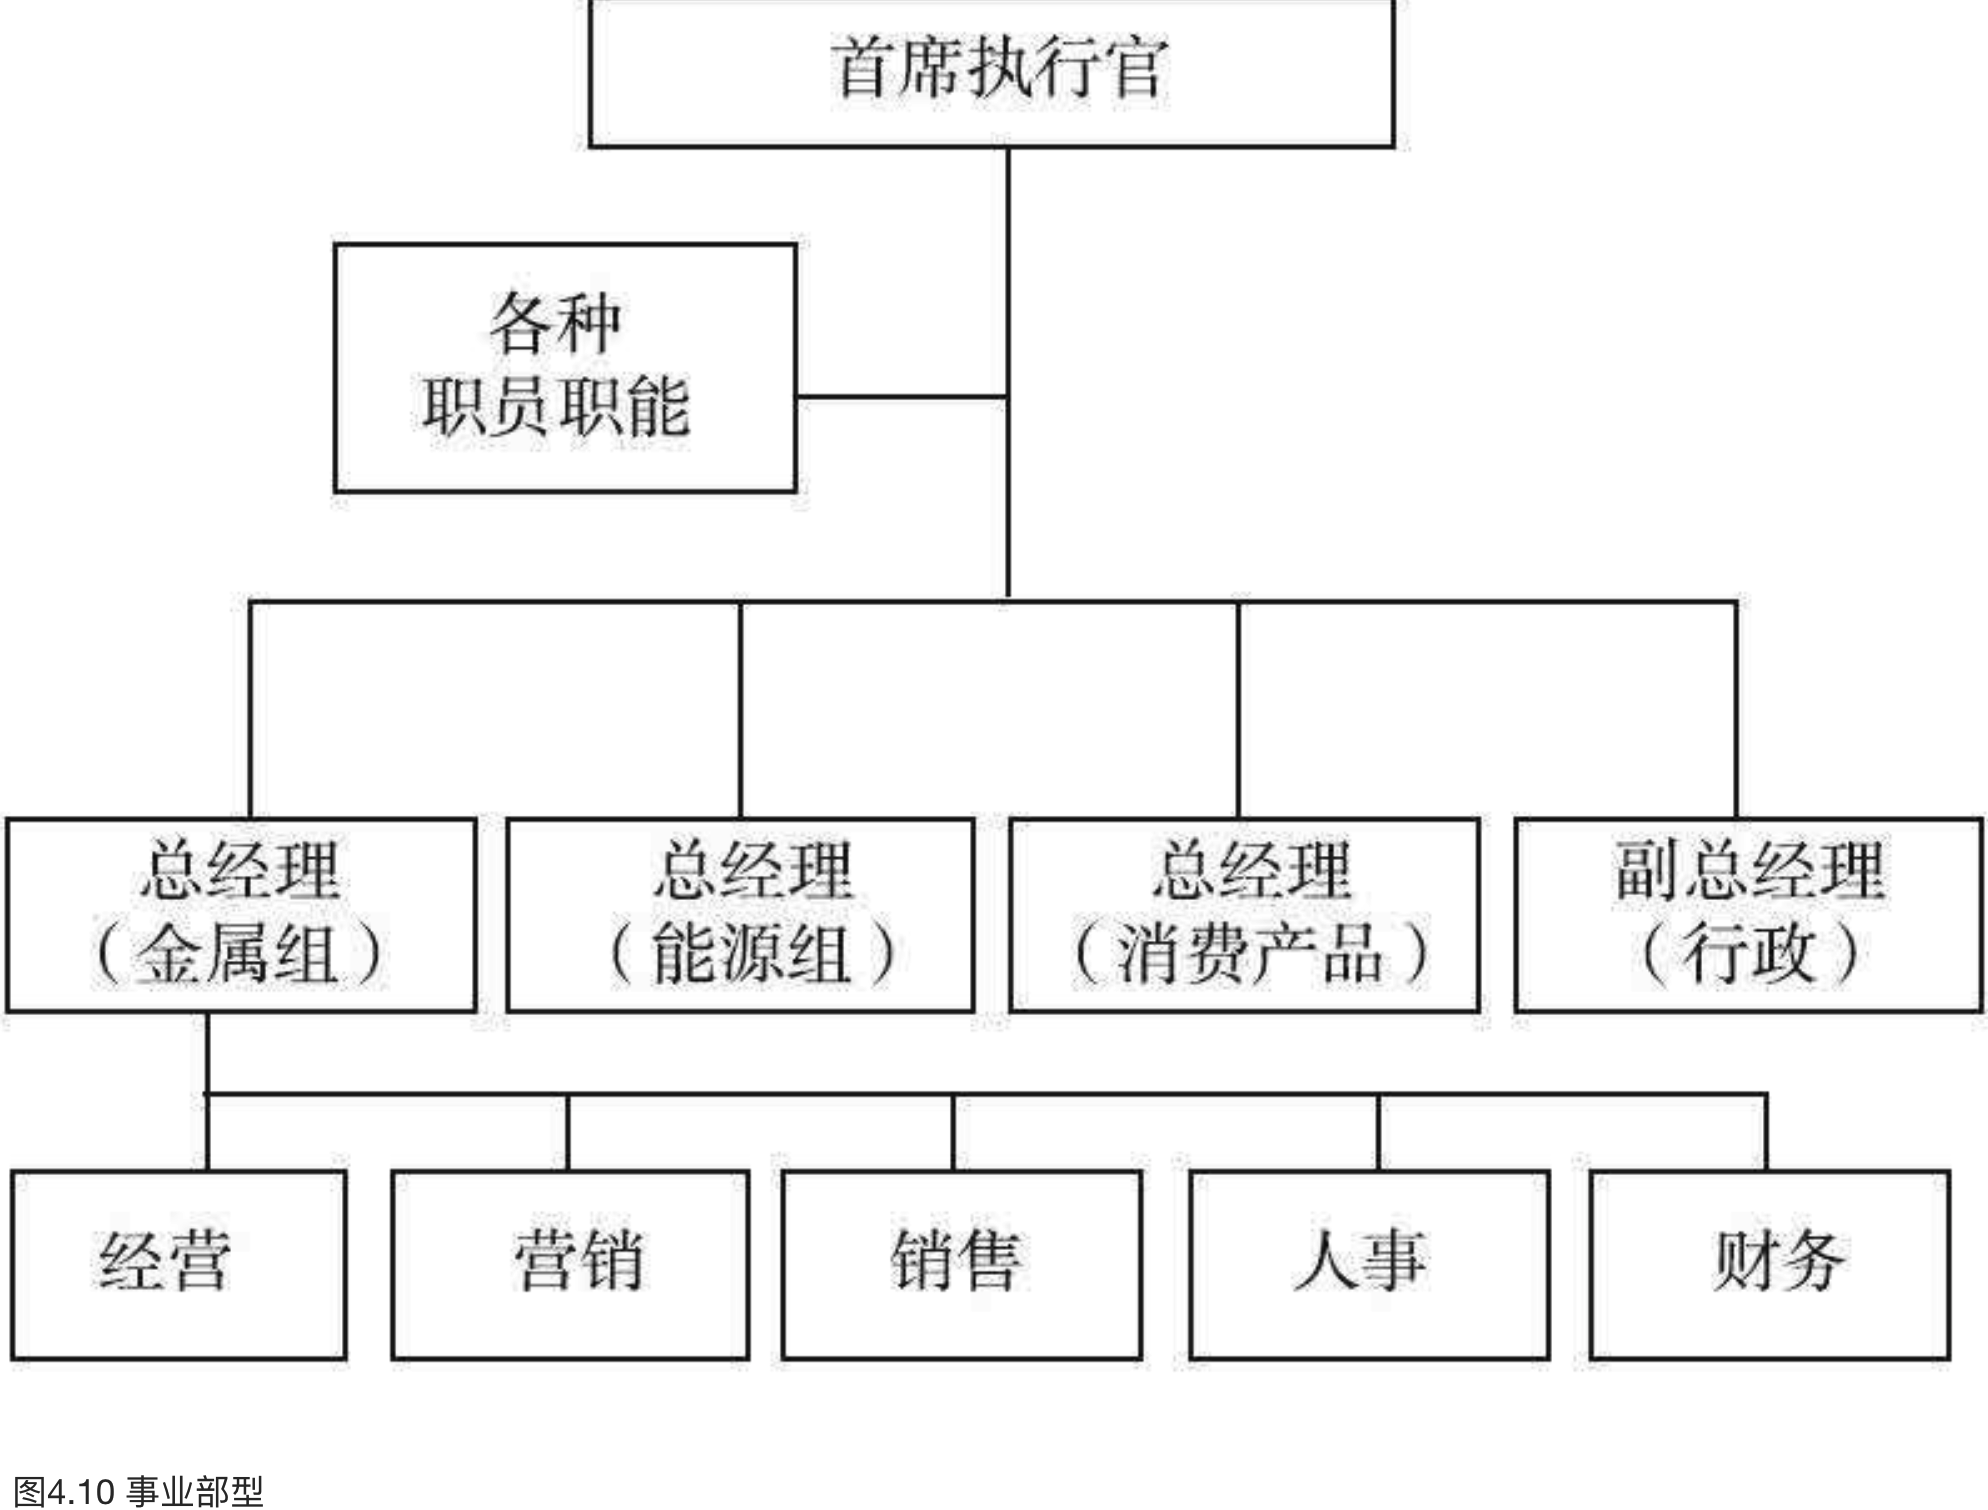 首席执行官
各种
职员职能
总经理
（金属组）
总经理
（能源组）
总经理
（消费产品）
副总经理
（行政）
经营
营销
销售
人事
财务
图4.10 事业部型